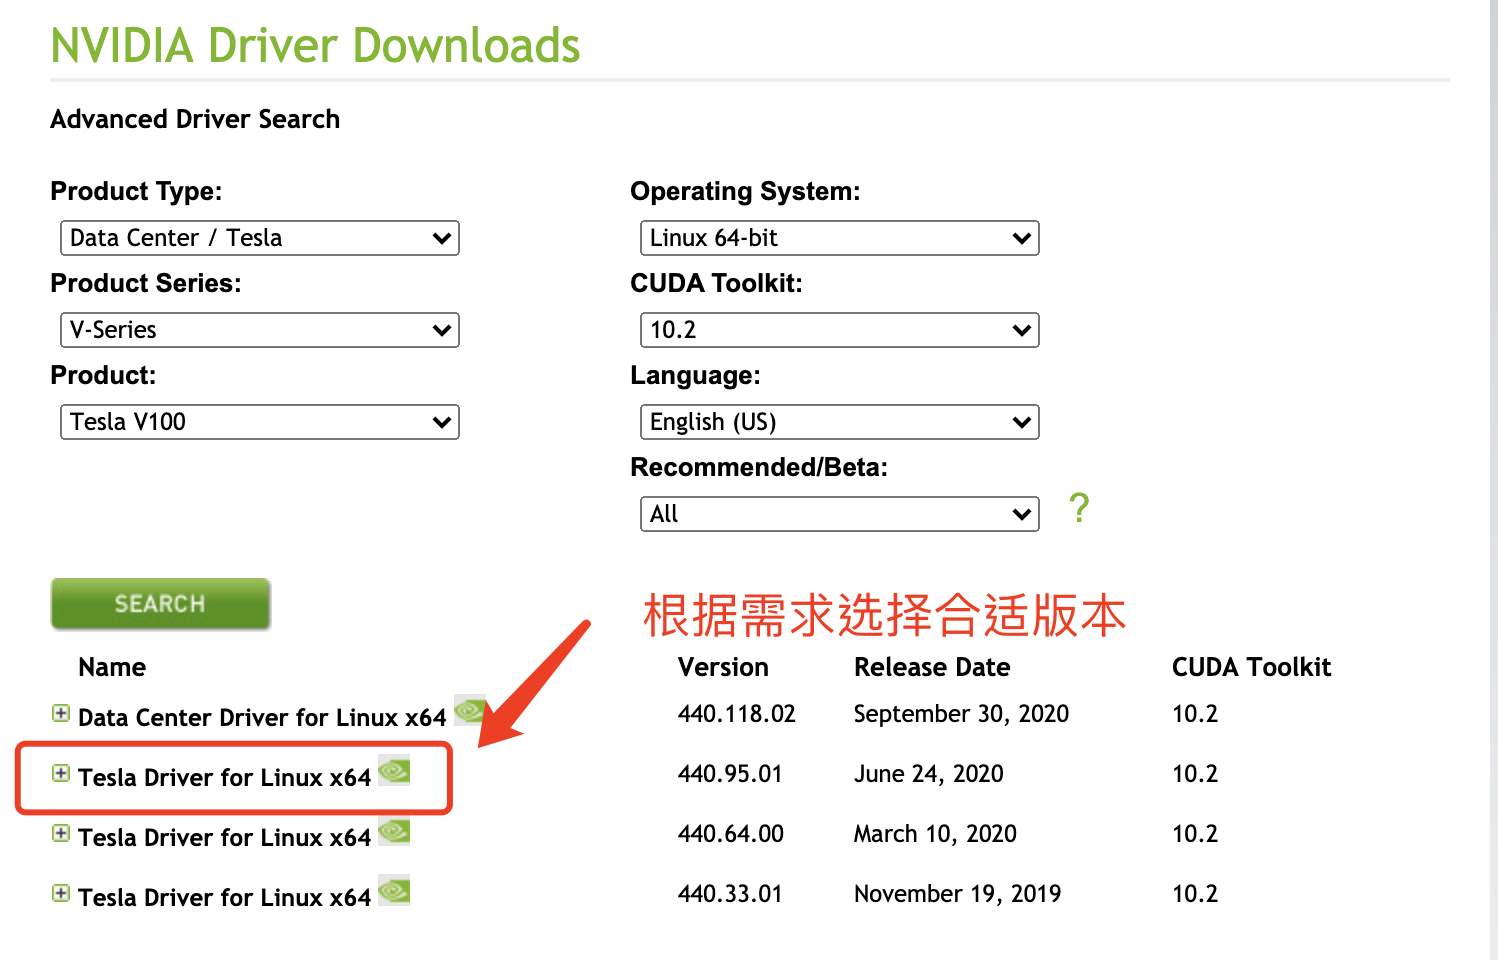 NVIDIA Driver Downloads
Advanced Driver Search
Product Type:
Operating System:
Data Center / Tesla
Linux 64-bit
Product Series:
CUDA Toolkit:
V-Series
10.2
Product:
Language:
Tesla V100
English (US)
Recommended/Beta:
All
?
SEARCH
根据需求选择合适版本
Name Version Release Date CUDA Toolkit
Data Center Driver for Linux x64 440.118.02 September 30, 2020 10.2
Tesla Driver for Linux x64 440.95.01 June 24, 2020 10.2
Tesla Driver for Linux x64 440.64.00 March 10, 2020 10.2
Tesla Driver for Linux x64 440.33.01 November 19, 2019 10.2